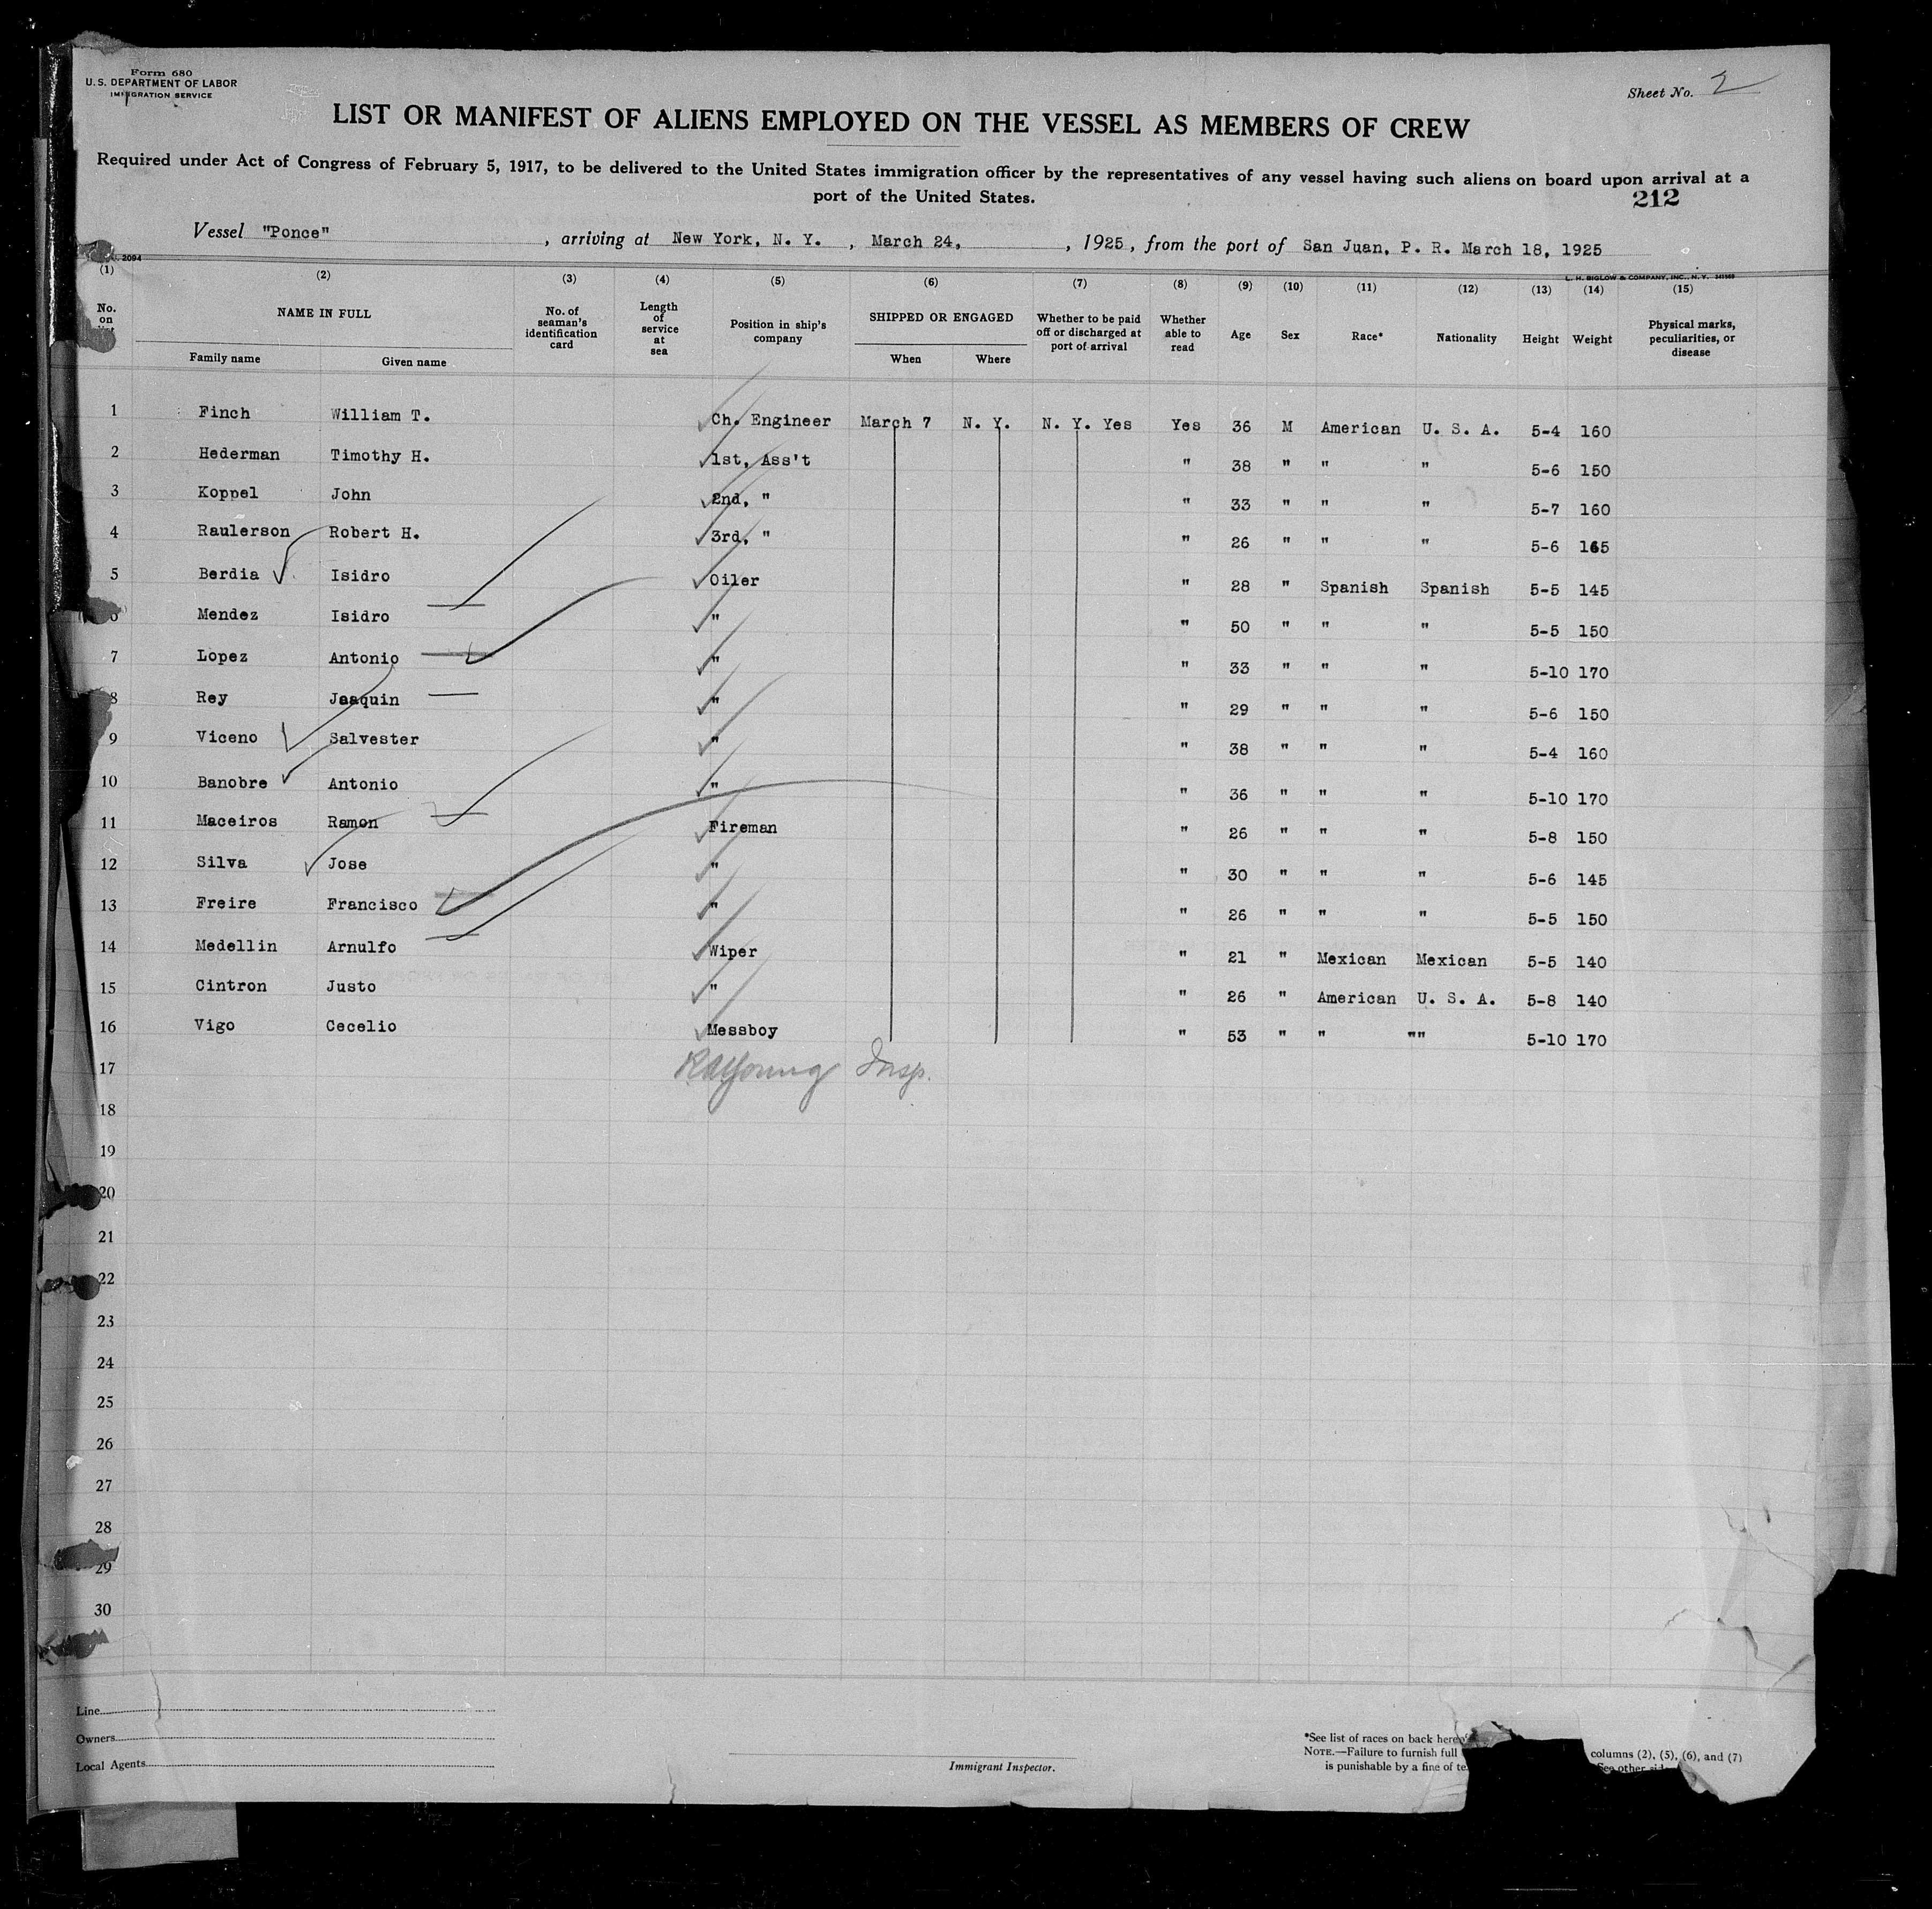 Form 680
U. S. DEPARTMENT OF LABOR
IMMIGRATION SERVICE
Sheet No. 2
LIST OR MANIFEST OF ALIENS EMPLOYED ON THE VESSEL AS MEMBERS OF CREW
Required under Act of Congress of February 5, 1917, to be delivered to the United States immigration officer by the representatives of any vessel having such aliens on board upon arrival at a
port of the United States.
212
Vessel "Ponce" , arriving at New York, N. Y. , March 24, , 1925, from the port of San Juan, P. R. March 18, 1925
2094
L. H. BIGLOW & COMPANY, INC., N. Y.
(1) (2) (3) (4) (5) (6) (7) (8) (9) (10) (11) (12) (13) (14) (15)
No. on NAME IN FULL No. of seaman's identification card Length of service at sea Position in ship's company SHIPPED OR ENGAGED Whether to be paid off or discharged at port of arrival Whether able to read Age Sex Race* Nationality Height Weight Physical marks, peculiarities, or disease
Family name Given name When Where
1 Finch William T. Ch. Engineer March 7 N. Y. N. Y. Yes Yes 36 M American U. S. A. 5-4 160
2 Hederman Timothy H. 1st, Ass't " 38 " " " 5-6 150
3 Koppel John 2nd, " " 33 " " " 5-7 160
4 Raulerson Robert H. 3rd, " " 26 " " " 5-6 165
5 Berdia Isidro Oiler " 28 " Spanish Spanish 5-5 145
6 Mendez Isidro " " 50 " " " 5-5 150
7 Lopez Antonio " " 33 " " " 5-10 170
8 Rey Joaquin " " 29 " " " 5-6 150
9 Viceno Salvester " " 38 " " " 5-4 160
10 Banobre Antonio " " 36 " " " 5-10 170
11 Maceiros Ramon Fireman " 26 " " " 5-8 150
12 Silva Jose " " 30 " " " 5-6 145
13 Freire Francisco " " 26 " " " 5-5 150
14 Medellin Arnulfo Wiper " 21 " Mexican Mexican 5-5 140
15 Cintron Justo " " 26 " American U. S. A. 5-8 140
16 Vigo Cecelio Messboy " 53 " " "" 5-10 170
17 RAYoung Insp.
18
19
20
21
22
23
24
25
26
27
28
29
30
Line
Owners
Local Agents
Immigrant Inspector.
*See list of races on back hereof
NOTE.—Failure to furnish full columns (2), (5), (6), and (7)
is punishable by a fine of te See other